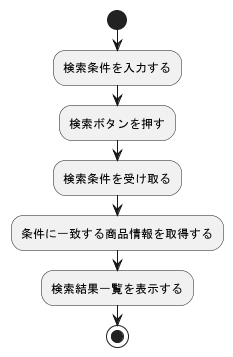 検索条件を入力する
検索ボタンを押す
検索条件を受け取る
条件に一致する商品情報を取得する
検索結果一覧を表示する